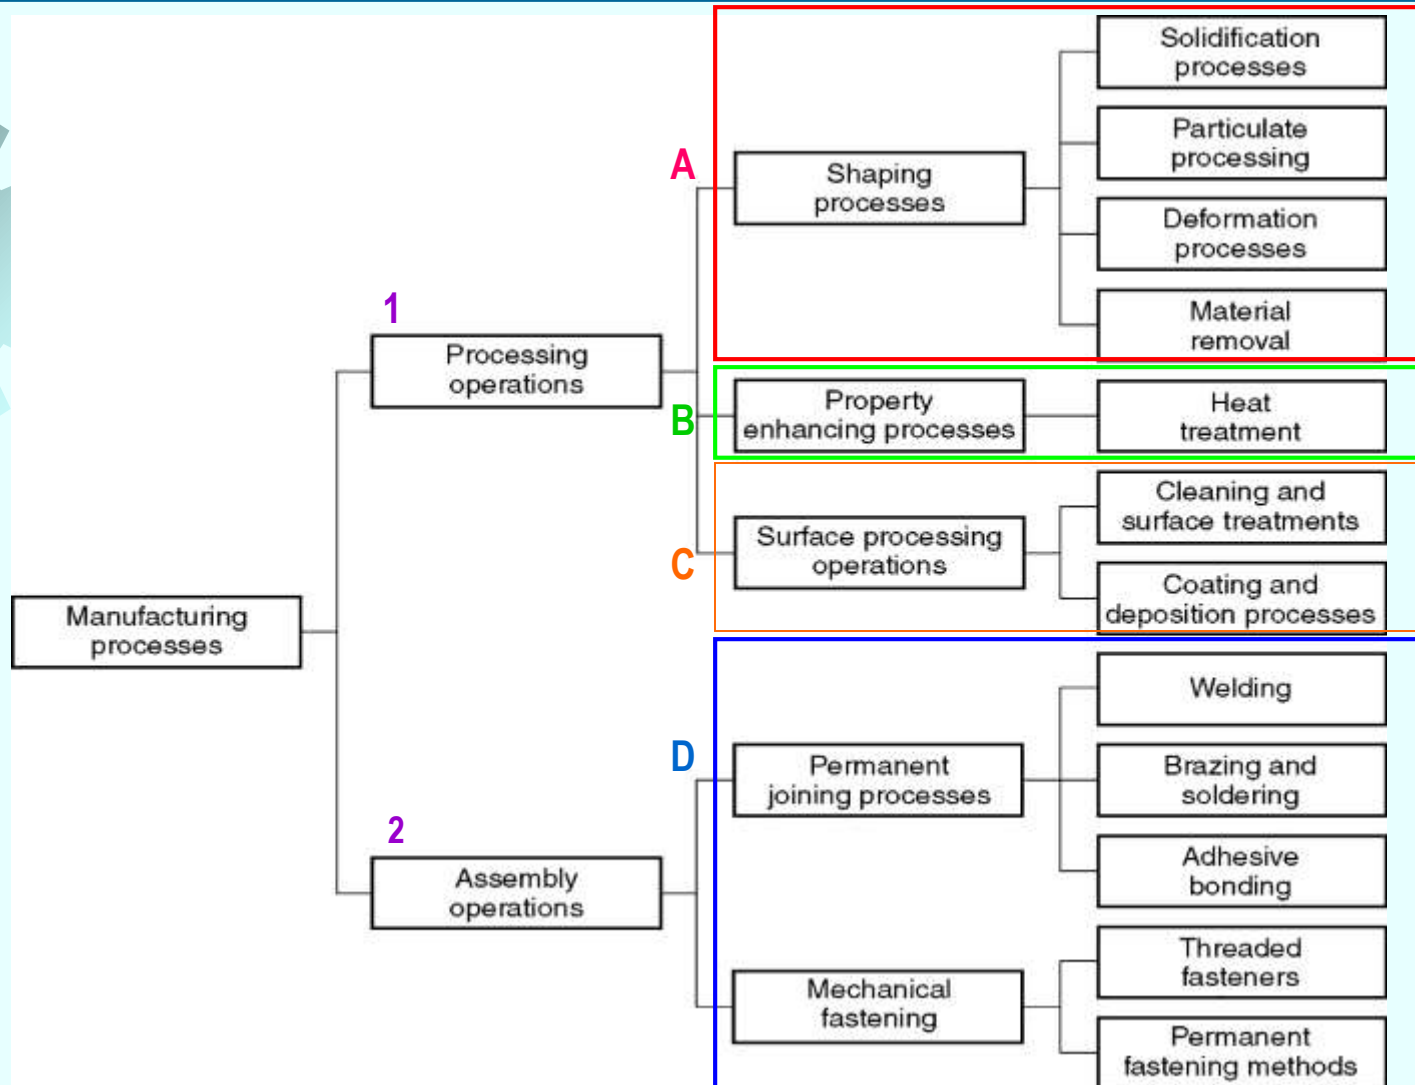 Solidification
processes
Particulate
processing
A
Shaping
processes
Deformation
processes
1
Material
removal
Processing
operations
B
Property
enhancing processes
Heat
treatment
Cleaning and
surface treatments
C
Surface processing
operations
Coating and
deposition processes
Manufacturing
processes
Welding
D
Permanent
joining processes
Brazing and
soldering
2
Assembly
operations
Adhesive
bonding
Threaded
fasteners
Mechanical
fastening
Permanent
fastening methods